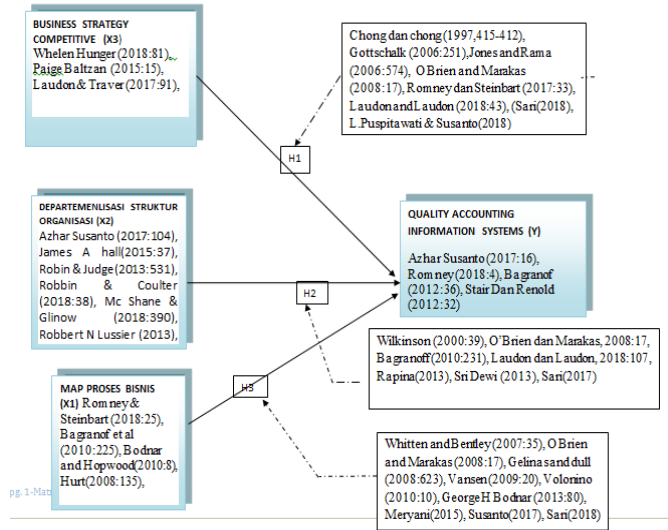 BUSINESS STRATEGY
COMPETITIVE (X3)
Whelen Hunger (2018:81),
Paige Baltzan (2015:15),
Laudon & Traver (2017:91),
Chong dan chong (1997,415-412),
Gottschalk (2006:251),Jones and Rama
(2006:574), O Brien and Marakas
(2008:17), Romney dan Steinbart (2017:33),
Laudon and Laudon (2018:43), (Sari(2018),
L.Puspitawati & Susanto(2018)
H1
DEPARTEMENLISASI STRUKTUR
ORGANISASI (X2)
Azhar Susanto (2017:104),
James A hall(2015:37),
Robin & Judge(2013:531),
Robbin & Coulter
(2018:38), Mc Shane &
Glinow (2018:390),
Robbert N Lussier (2013),
H2
QUALITY ACCOUNTING
INFORMATION SYSTEMS (Y)
Azhar Susanto (2017:16),
Romney(2018:4), Bagranof
(2012:36), Stair Dan Renold
(2012:32)
Wilkinson (2000:39), O'Brien dan Marakas, 2008:17,
Bagranoff(2010:231), Laudon dan Laudon, 2018:107,
Rapina(2013), Sri Dewi (2013), Sari(2017)
MAP PROSES BISNIS
(X1) Romney &
Steinbart (2018:25),
Bagranof et al
(2010:225), Bodnar
and Hopwood(2010:8),
Hurt(2008:135),
H3
Whitten and Bentley (2007:35), O Brien
and Marakas (2008:17), Gelinas and dull
(2008:623), Vansen (2009:20), Volonino
(2010:10), George H Bodnar (2013:80),
Meryani(2015), Susanto(2017), Sari(2018)
pg. 1-Mat